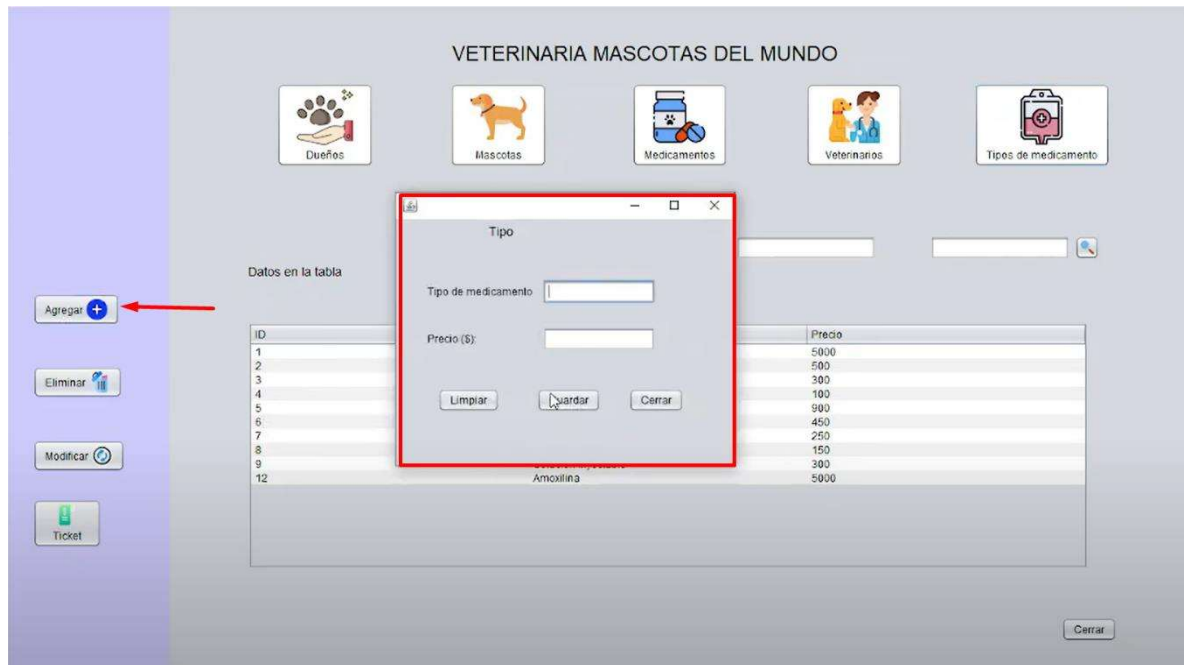 VETERINARIA MASCOTAS DEL MUNDO
Dueños
Mascotas
Medicamentos
Veterinarios
Tipos de medicamento
Tipo
Datos en la tabla
Tipo de medicamento
Agregar
ID
Precio
Precio ($):
1
5000
2
500
3
300
Eliminar
4
100
Limpiar
Guardar
Cerrar
5
900
6
450
7
250
Modificar
8
150
9
300
12
Amoxilina
5000
Ticket
Cerrar